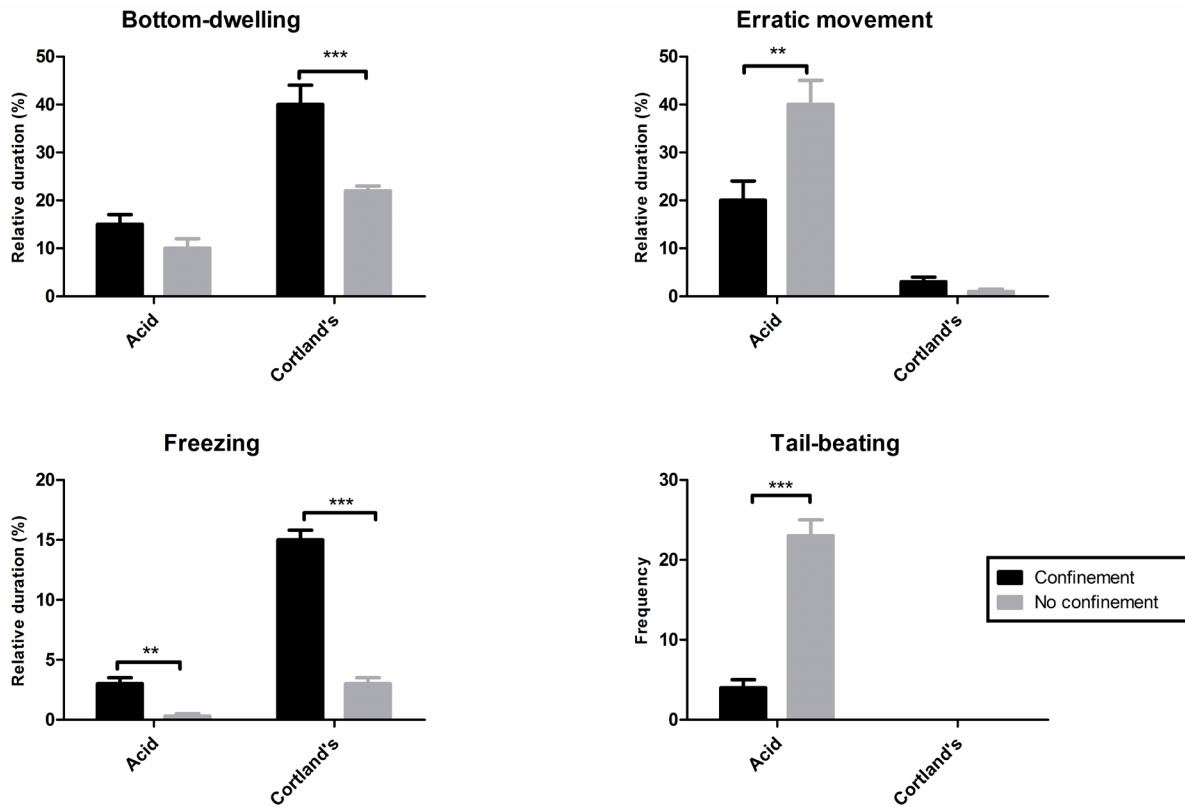 Bottom-dwelling
Relative duration (%)
50
40
30
20
10
0
***
Acid
Cortland's
Erratic movement
Relative duration (%)
50
40
30
20
10
0
**
Acid
Cortland's
Freezing
Relative duration (%)
20
15
10
5
0
**
***
Acid
Cortland's
Tail-beating
Frequency
30
20
10
0
***
Acid
Cortland's
Confinement
No confinement